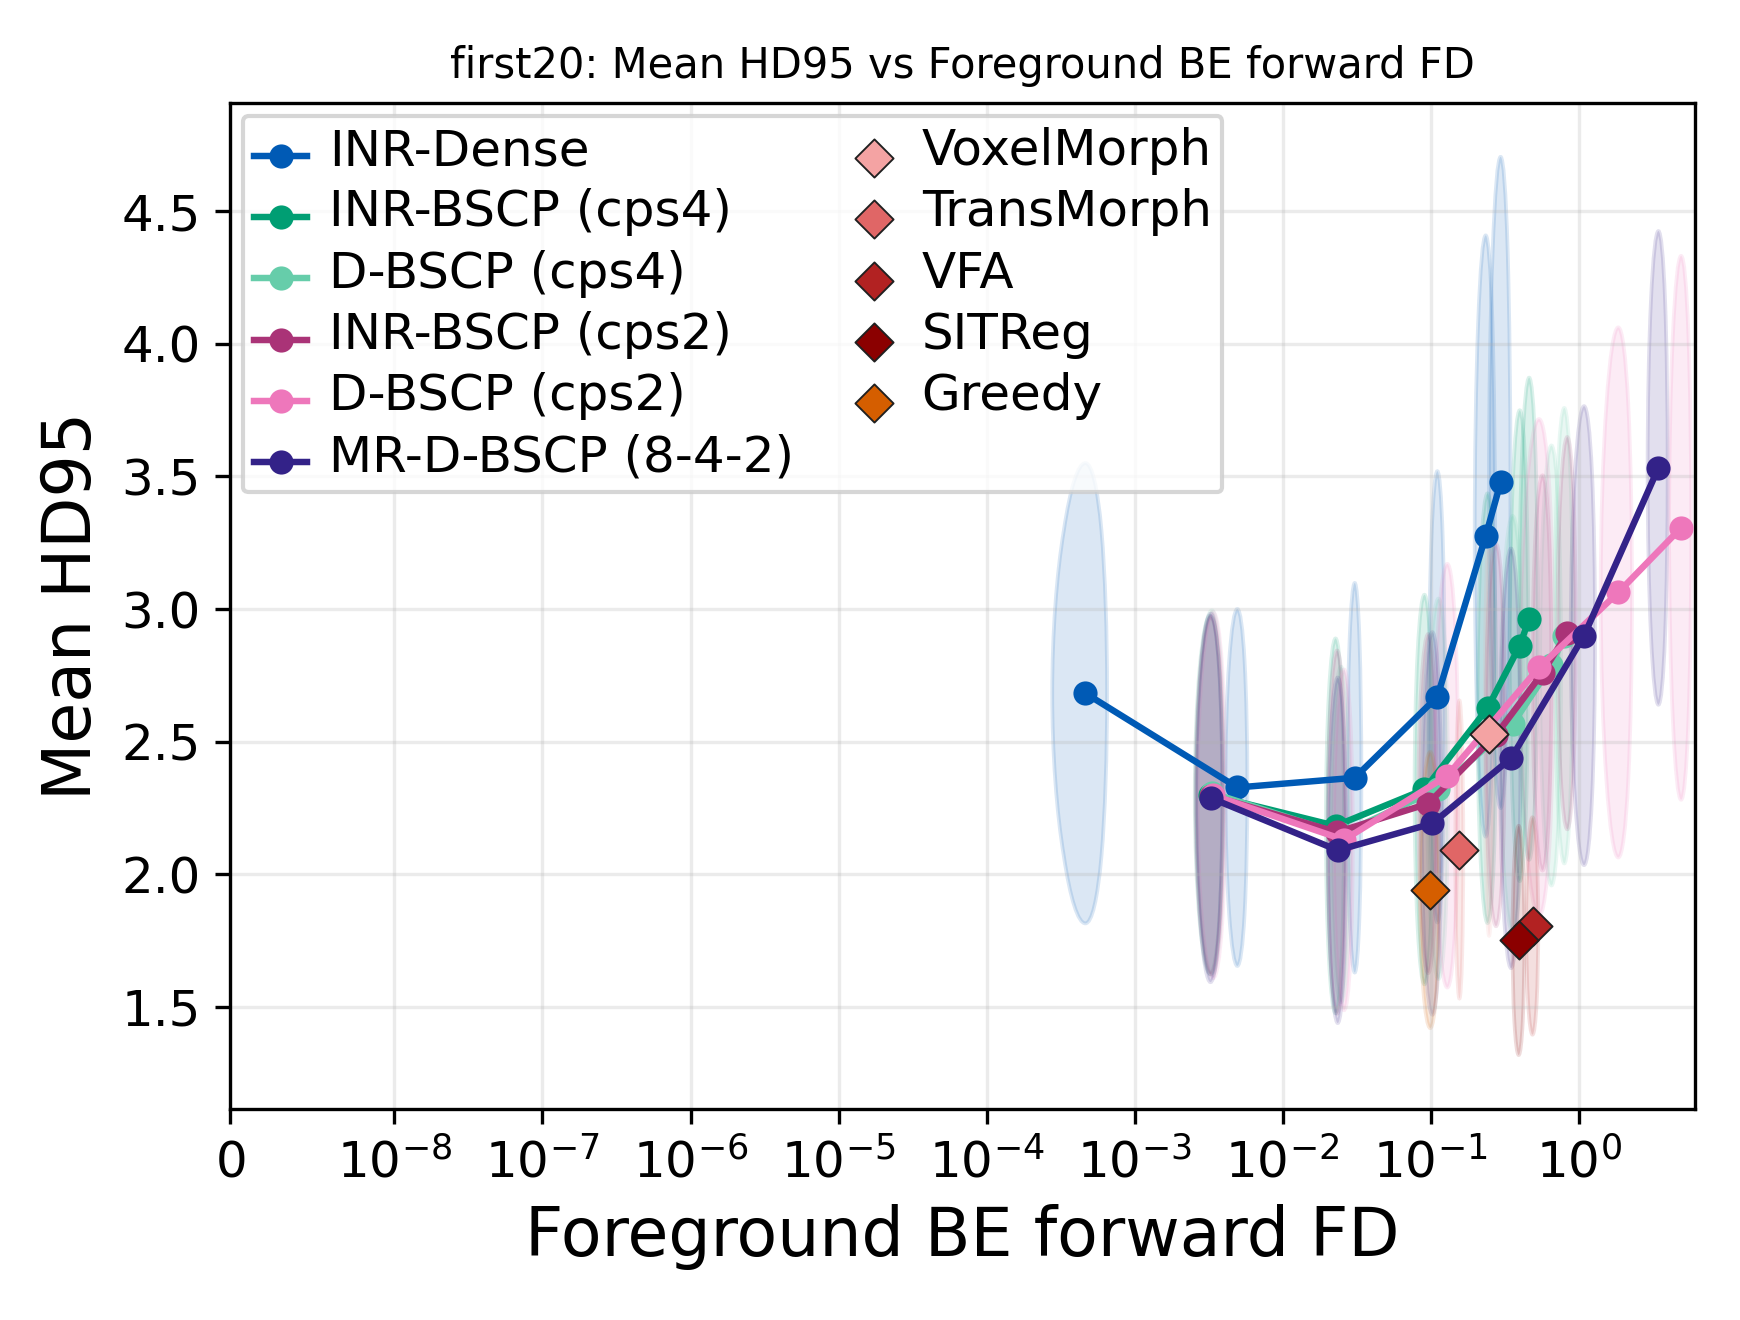 first20: Mean HD95 vs Foreground BE forward FD
INR-Dense
INR-BSCP (cps4)
D-BSCP (cps4)
INR-BSCP (cps2)
D-BSCP (cps2)
MR-D-BSCP (8-4-2)
VoxelMorph
TransMorph
VFA
SITReg
Greedy
Mean HD95
4.5
4.0
3.5
3.0
2.5
2.0
1.5
0 10⁻⁸ 10⁻⁷ 10⁻⁶ 10⁻⁵ 10⁻⁴ 10⁻³ 10⁻² 10⁻¹ 10⁰
Foreground BE forward FD